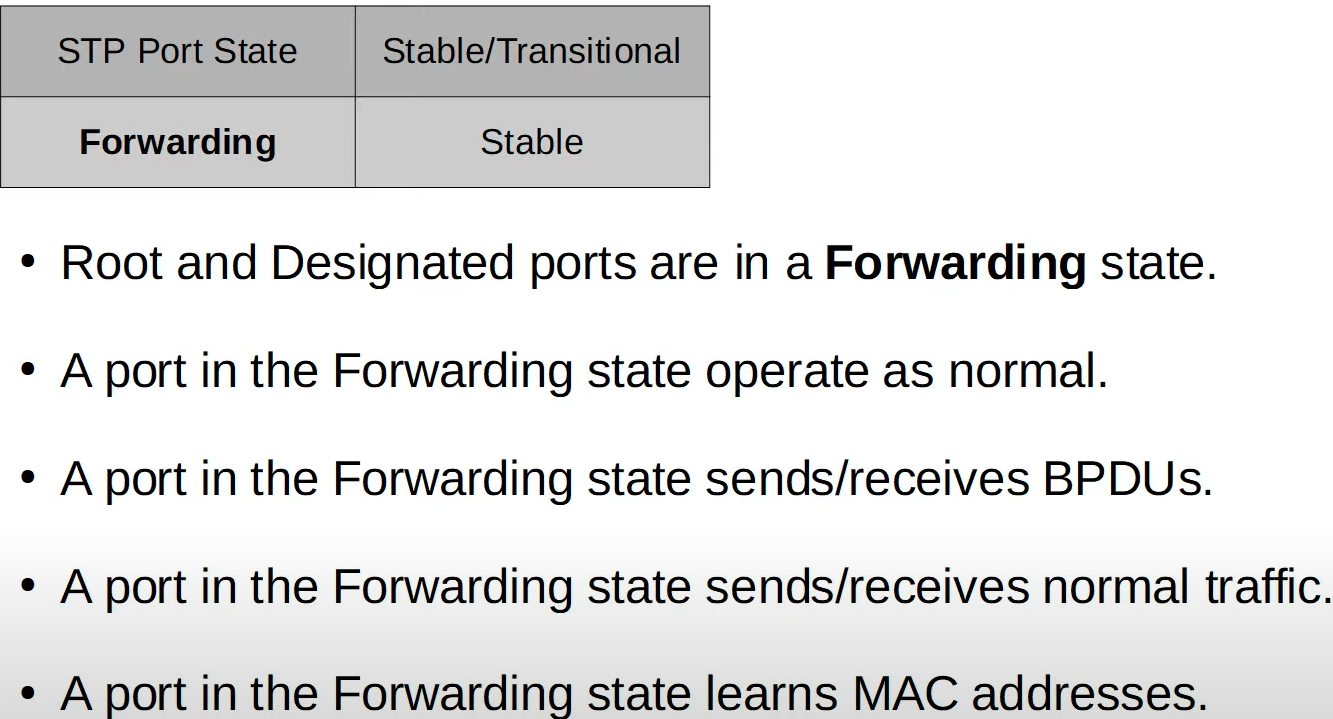 STP Port State Stable/Transitional
Forwarding Stable
• Root and Designated ports are in a Forwarding state.
• A port in the Forwarding state operate as normal.
• A port in the Forwarding state sends/receives BPDUs.
• A port in the Forwarding state sends/receives normal traffic.
• A port in the Forwarding state learns MAC addresses.